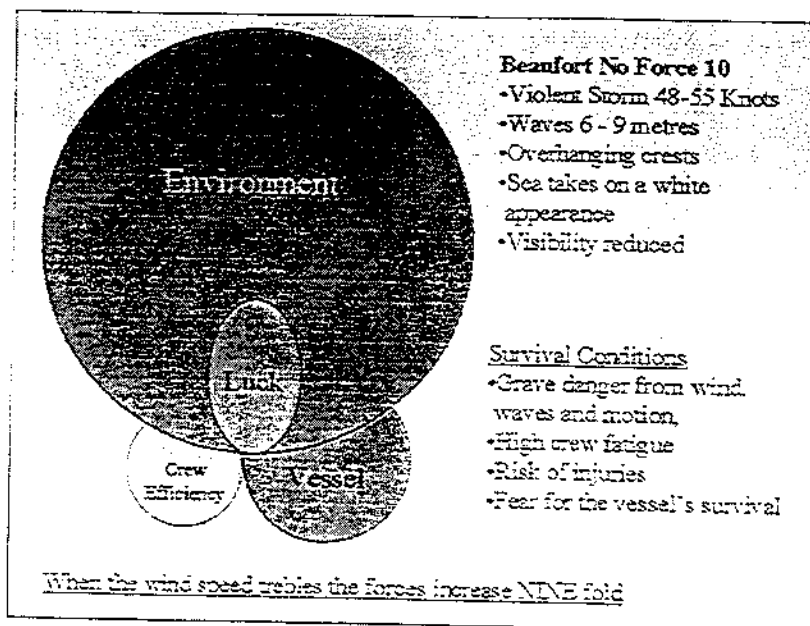 Environment
Luck
Crew
Efficiency
Vessel
Beaufort No Force 10
•Violent Storm 48-55 Knots
•Waves 6 - 9 metres
•Overhanging crests
•Sea takes on a white
appearance
•Visibility reduced
Survival Conditions
•Grave danger from wind,
waves and motion,
•High crew fatigue
•Risk of injuries
•Fear for the vessel's survival
When the wind speed trebles the forces increase NINE fold